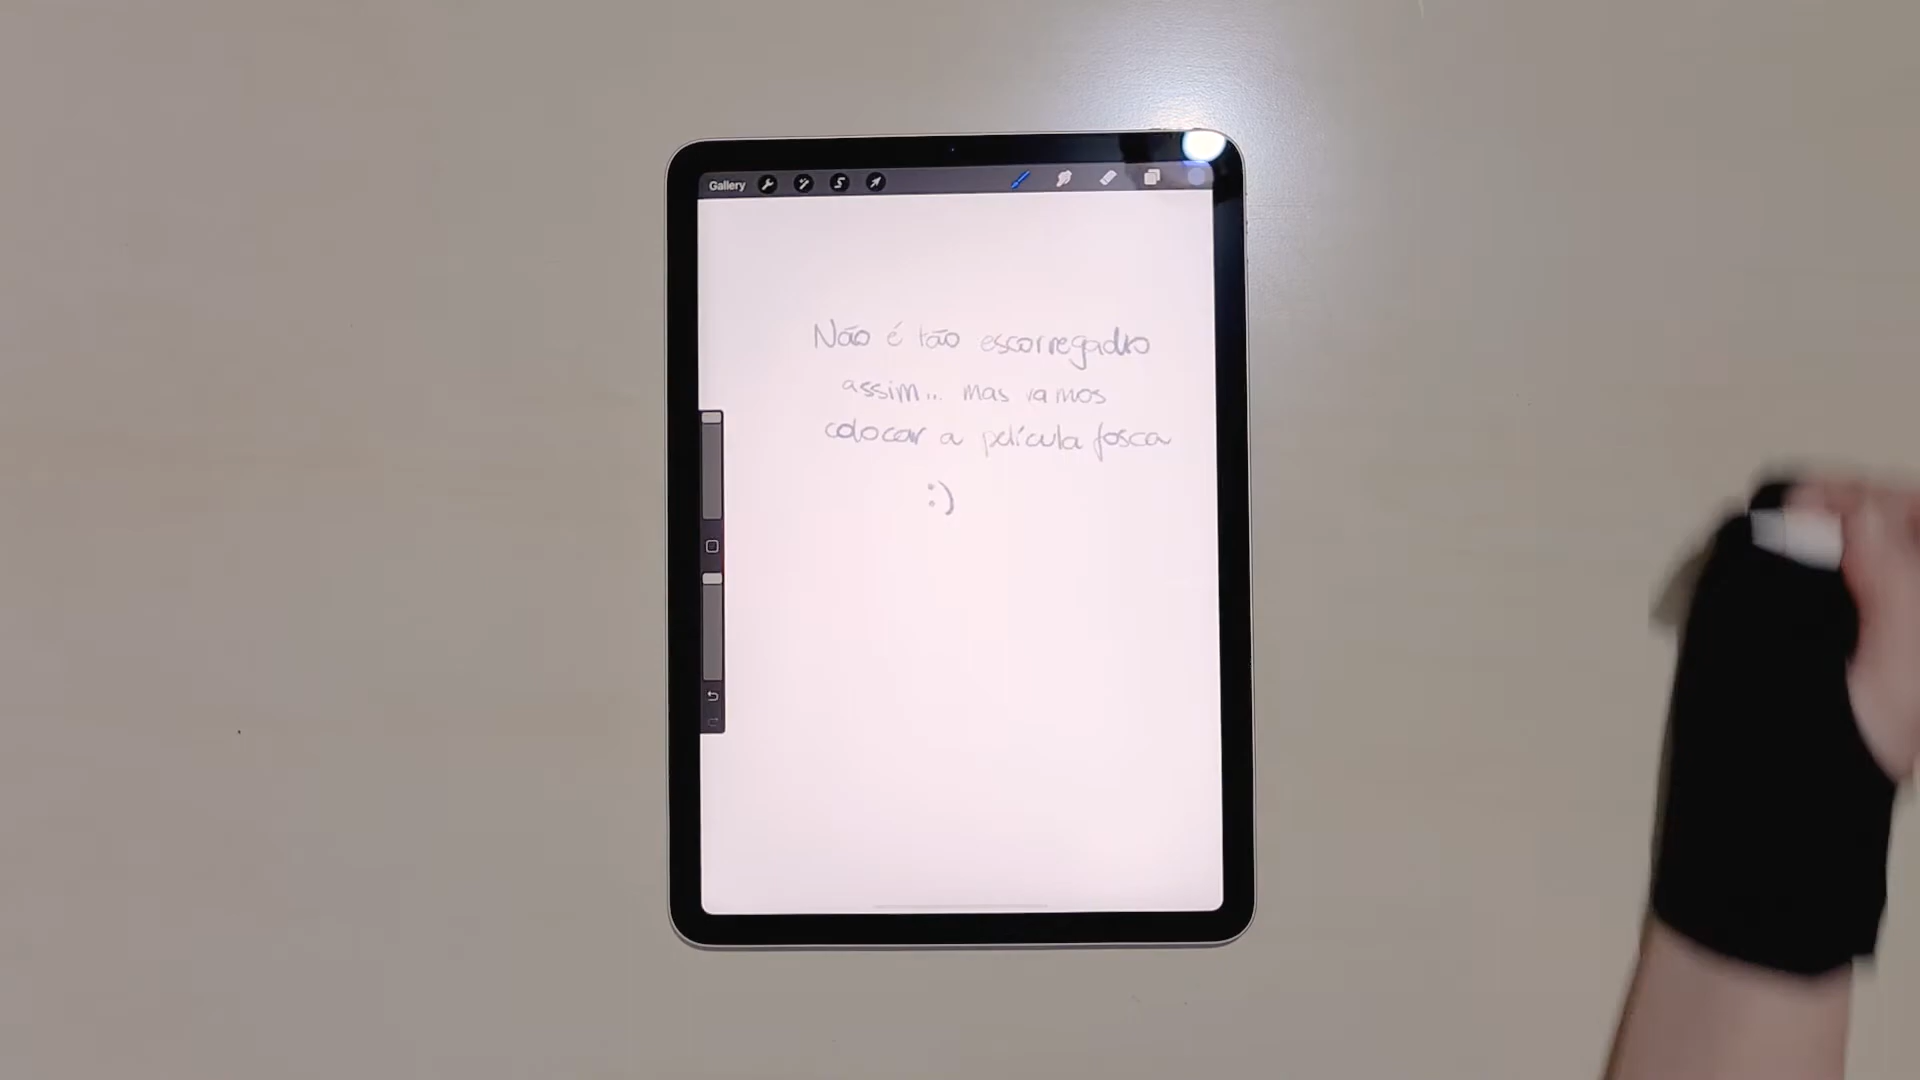 Gallery
Não é tão escorregadio
assim... mas vamos
colocar a película fosca
:)